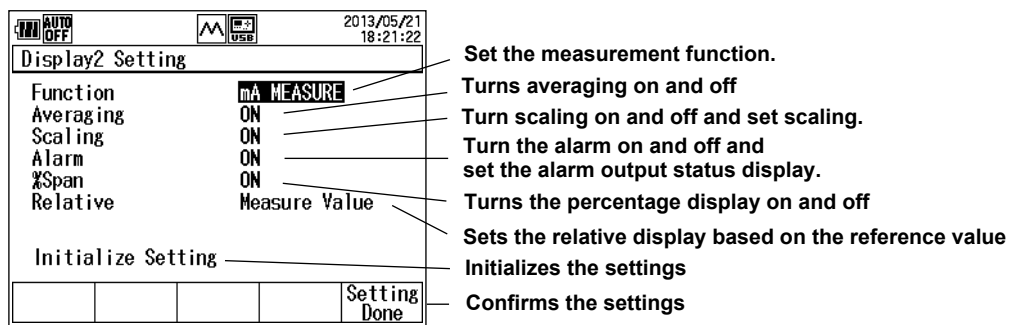 AUTO OFF USB 2013/05/21 18:21:22
Display2 Setting
Function mA MEASURE
Averaging ON
Scaling ON
Alarm ON
%Span ON
Relative Measure Value
Initialize Setting
Setting Done
Set the measurement function.
Turns averaging on and off
Turn scaling on and off and set scaling.
Turn the alarm on and off and
set the alarm output status display.
Turns the percentage display on and off
Sets the relative display based on the reference value
Initializes the settings
Confirms the settings